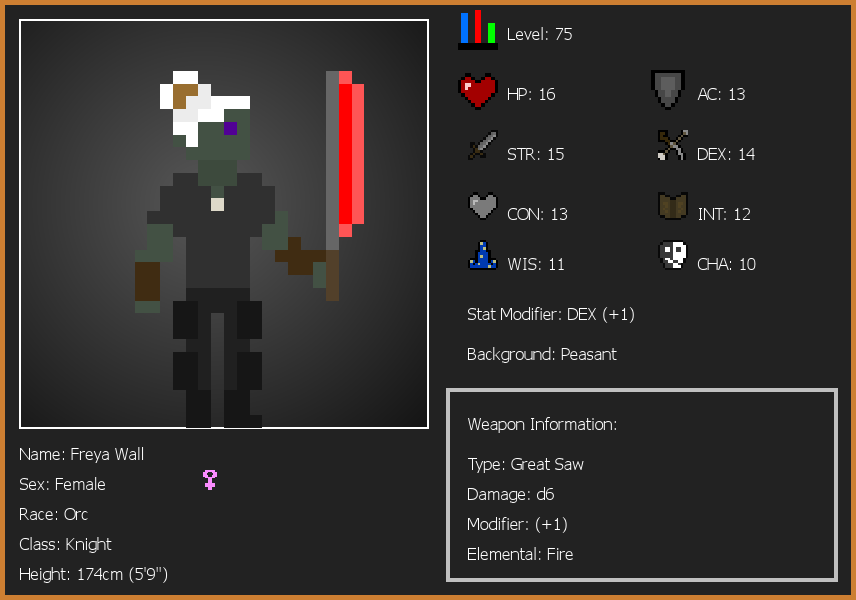 Level: 75
HP: 16
AC: 13
STR: 15
DEX: 14
CON: 13
INT: 12
WIS: 11
CHA: 10
Stat Modifier: DEX (+1)
Background: Peasant
Weapon Information:
Type: Great Saw
Damage: d6
Modifier: (+1)
Elemental: Fire
Name: Freya Wall
Sex: Female
Race: Orc
Class: Knight
Height: 174cm (5'9")